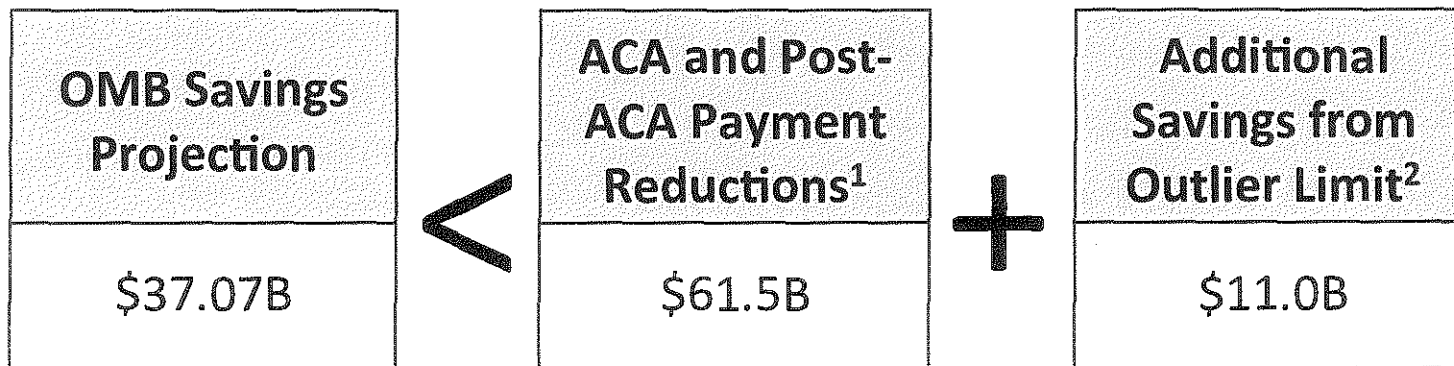 OMB Savings
Projection
$37.07B
<
ACA and Post-
ACA Payment
Reductions¹
$61.5B
+
Additional
Savings from
Outlier Limit²
$11.0B